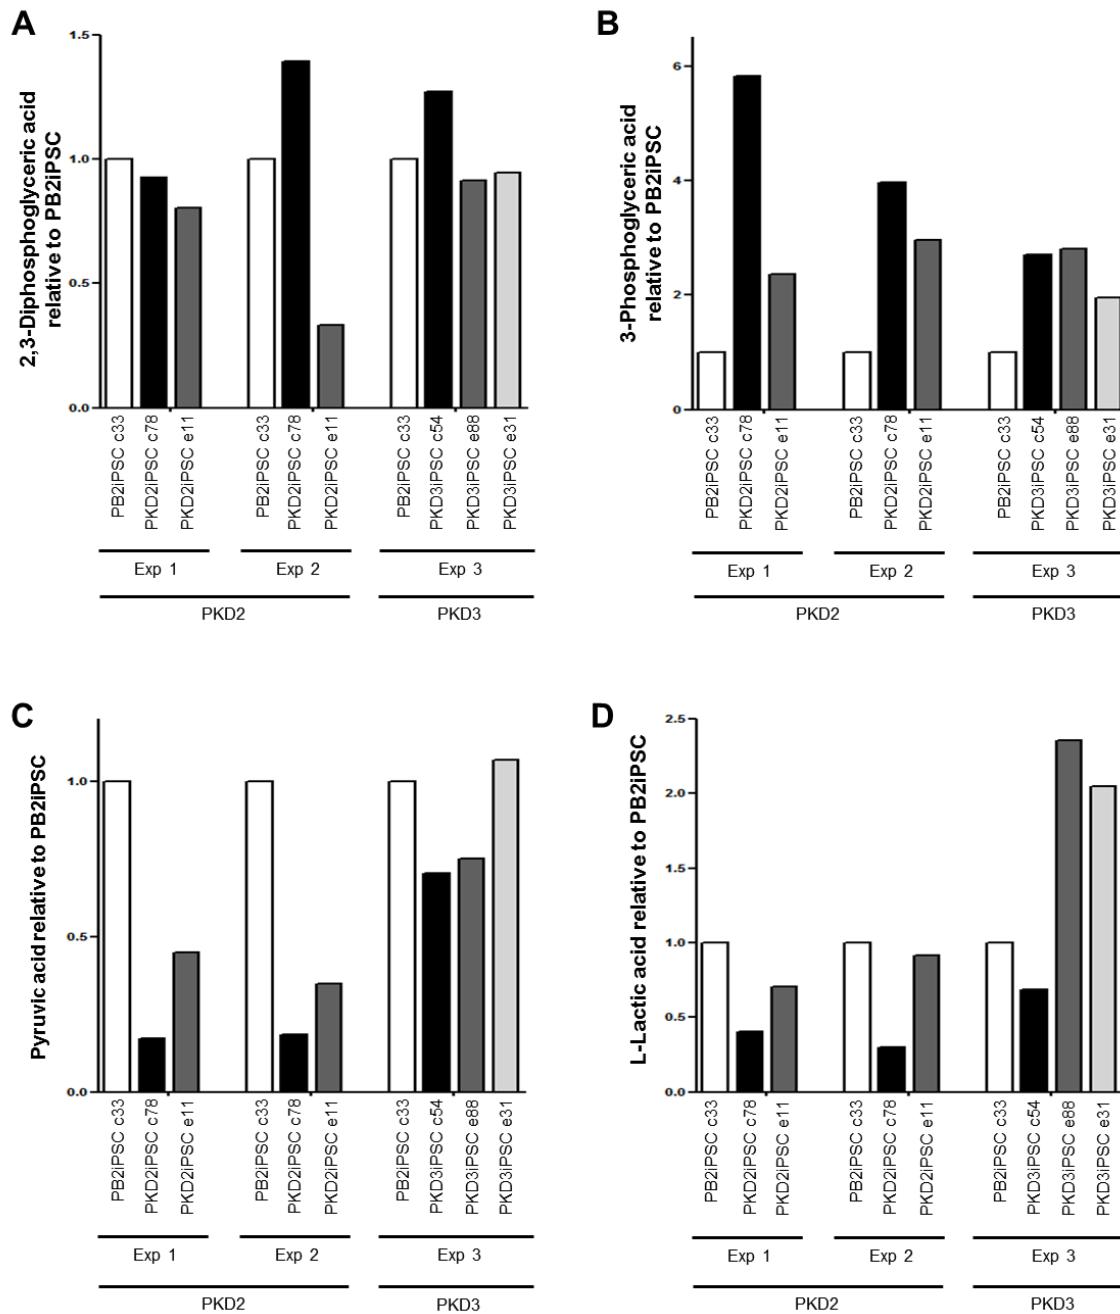 A
2,3-Diphosphoglyceric acid
relative to PB2iPSC
1.5
1.0
0.5
0.0
PB2iPSC c33
PKD2iPSC c78
PKD2iPSC e11
PB2iPSC c33
PKD2iPSC c78
PKD2iPSC e11
PB2iPSC c33
PKD3iPSC c54
PKD3iPSC e88
PKD3iPSC e31
Exp 1
Exp 2
Exp 3
PKD2
PKD3
B
3-Phosphoglyceric acid
relative to PB2iPSC
6
4
2
0
PB2iPSC c33
PKD2iPSC c78
PKD2iPSC e11
PB2iPSC c33
PKD2iPSC c78
PKD2iPSC e11
PB2iPSC c33
PKD3iPSC c54
PKD3iPSC e88
PKD3iPSC e31
Exp 1
Exp 2
Exp 3
PKD2
PKD3
C
Pyruvic acid relative to PB2iPSC
1.0
0.5
0.0
PB2iPSC c33
PKD2iPSC c78
PKD2iPSC e11
PB2iPSC c33
PKD2iPSC c78
PKD2iPSC e11
PB2iPSC c33
PKD3iPSC c54
PKD3iPSC e88
PKD3iPSC e31
Exp 1
Exp 2
Exp 3
PKD2
PKD3
D
L-Lactic acid relative to PB2iPSC
2.5
2.0
1.5
1.0
0.5
0.0
PB2iPSC c33
PKD2iPSC c78
PKD2iPSC e11
PB2iPSC c33
PKD2iPSC c78
PKD2iPSC e11
PB2iPSC c33
PKD3iPSC c54
PKD3iPSC e88
PKD3iPSC e31
Exp 1
Exp 2
Exp 3
PKD2
PKD3